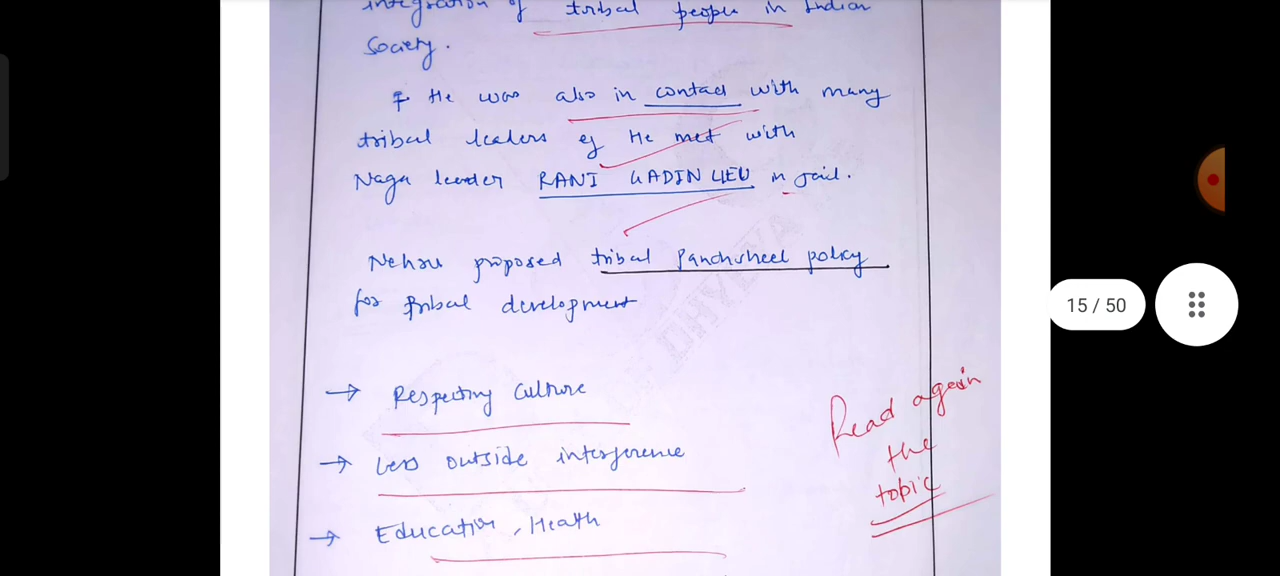 integration of tribal people in Indian
Society.
He was also in contact with many
tribal leaders eg He met with
Naga leader RANI GADINLIEU in jail.
Nehru proposed tribal Panchsheel policy
for tribal development
15 / 50
→ Respecting Culture
Read again
the
topic
→ Less outside interference
→ Education, Health